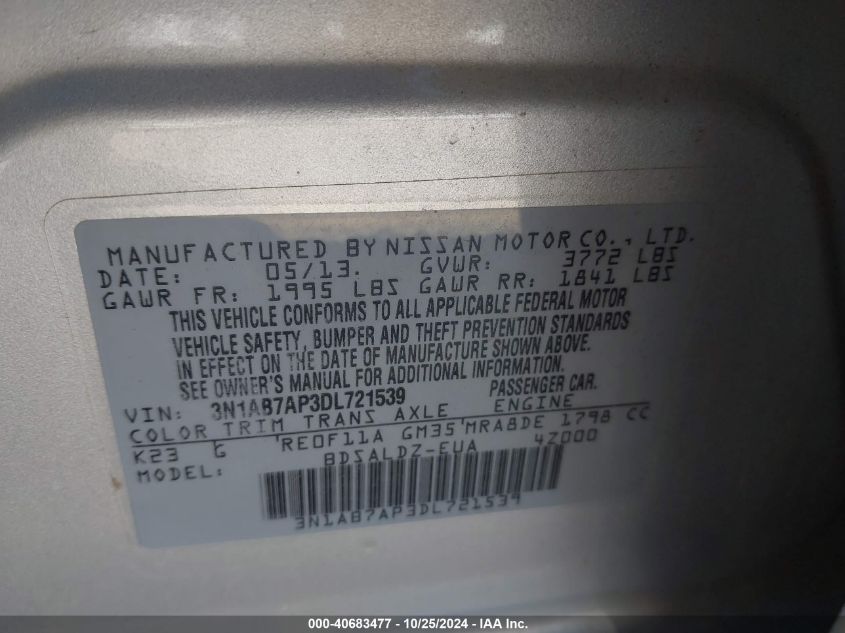 MANUFACTURED BY NISSAN MOTOR CO., LTD.
DATE: 05/13. GVWR: 3772 LBS
GAWR FR: 1995 LBS GAWR RR: 1841 LBS
THIS VEHICLE CONFORMS TO ALL APPLICABLE FEDERAL MOTOR
VEHICLE SAFETY, BUMPER AND THEFT PREVENTION STANDARDS
IN EFFECT ON THE DATE OF MANUFACTURE SHOWN ABOVE.
SEE OWNER'S MANUAL FOR ADDITIONAL INFORMATION.
VIN: 3N1AB7AP3DL721539 PASSENGER CAR.
COLOR TRIM TRANS AXLE ENGINE
K23 G RE0F11A GM35 MRA8DE 1798 CC
MODEL: BDSALDZ-EUA 4Z000
3N1AB7AP3DL721539
000-40683477 - 10/25/2024 - IAA Inc.